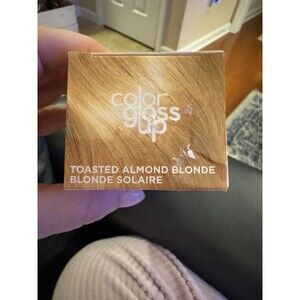 color
gloss
up
TOASTED ALMOND BLONDE
BLONDE SOLAIRE